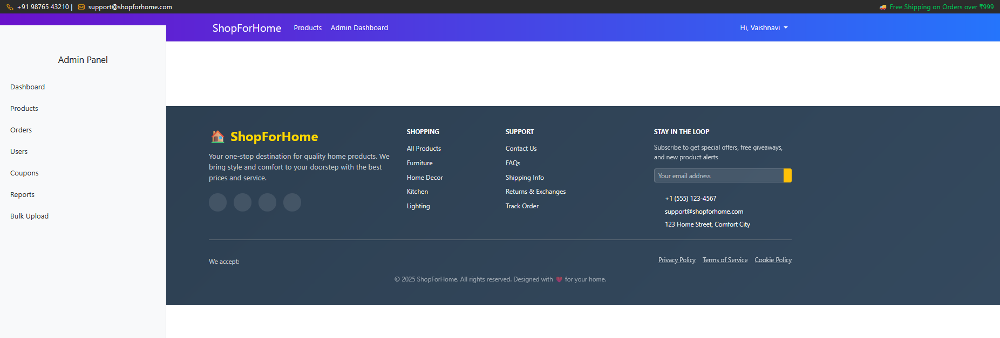 +91 98765 43210 | support@shopforhome.com
🚚 Free Shipping on Orders over ₹999
ShopForHome Products Admin Dashboard
Hi, Vaishnavi
Admin Panel
Dashboard
Products
Orders
Users
Coupons
Reports
Bulk Upload
🏠 ShopForHome
Your one-stop destination for quality home products. We
bring style and comfort to your doorstep with the best
prices and service.
SHOPPING
All Products
Furniture
Home Decor
Kitchen
Lighting
SUPPORT
Contact Us
FAQs
Shipping Info
Returns & Exchanges
Track Order
STAY IN THE LOOP
Subscribe to get special offers, free giveaways,
and new product alerts
Your email address
+1 (555) 123-4567
support@shopforhome.com
123 Home Street, Comfort City
We accept:
Privacy Policy Terms of Service Cookie Policy
© 2025 ShopForHome. All rights reserved. Designed with ❤️ for your home.